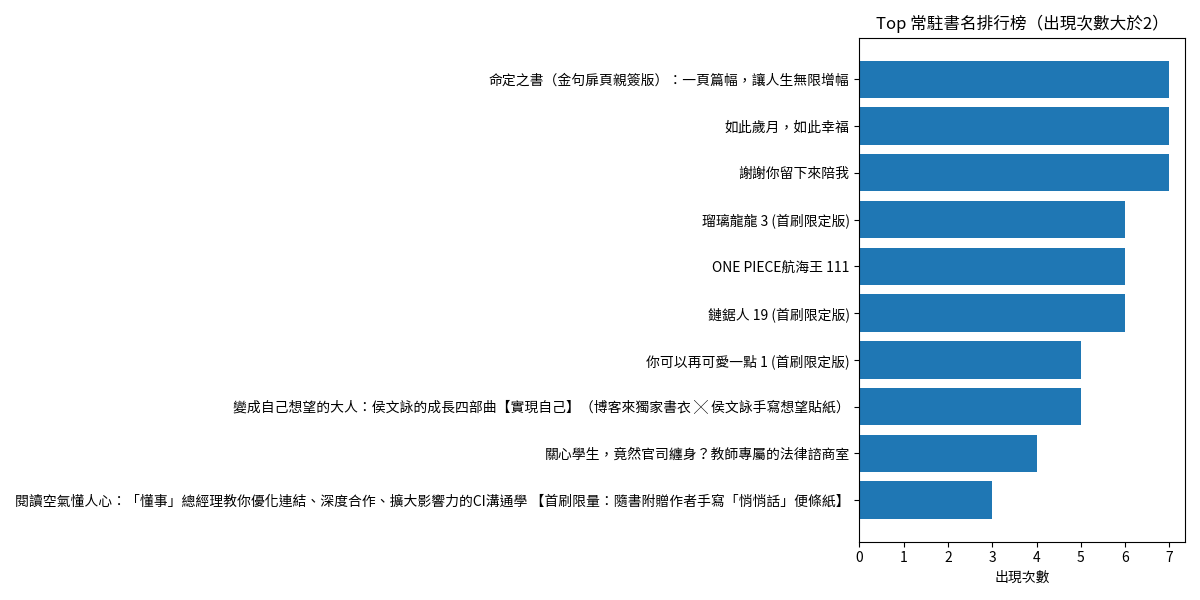 Top 常駐書名排行榜（出現次數大於2）
命定之書（金句扉頁親簽版）：一頁篇幅，讓人生無限增幅
如此歲月，如此幸福
謝謝你留下來陪我
瑠璃龍龍 3 (首刷限定版)
ONE PIECE航海王 111
鏈鋸人 19 (首刷限定版)
你可以再可愛一點 1 (首刷限定版)
變成自己想望的大人：侯文詠的成長四部曲【實現自己】（博客來獨家書衣 ╳ 侯文詠手寫想望貼紙）
關心學生，竟然官司纏身？教師專屬的法律諮商室
閱讀空氣懂人心：「懂事」總經理教你優化連結、深度合作、擴大影響力的CI溝通學 【首刷限量：隨書附贈作者手寫「悄悄話」便條紙】
0 1 2 3 4 5 6 7
出現次數